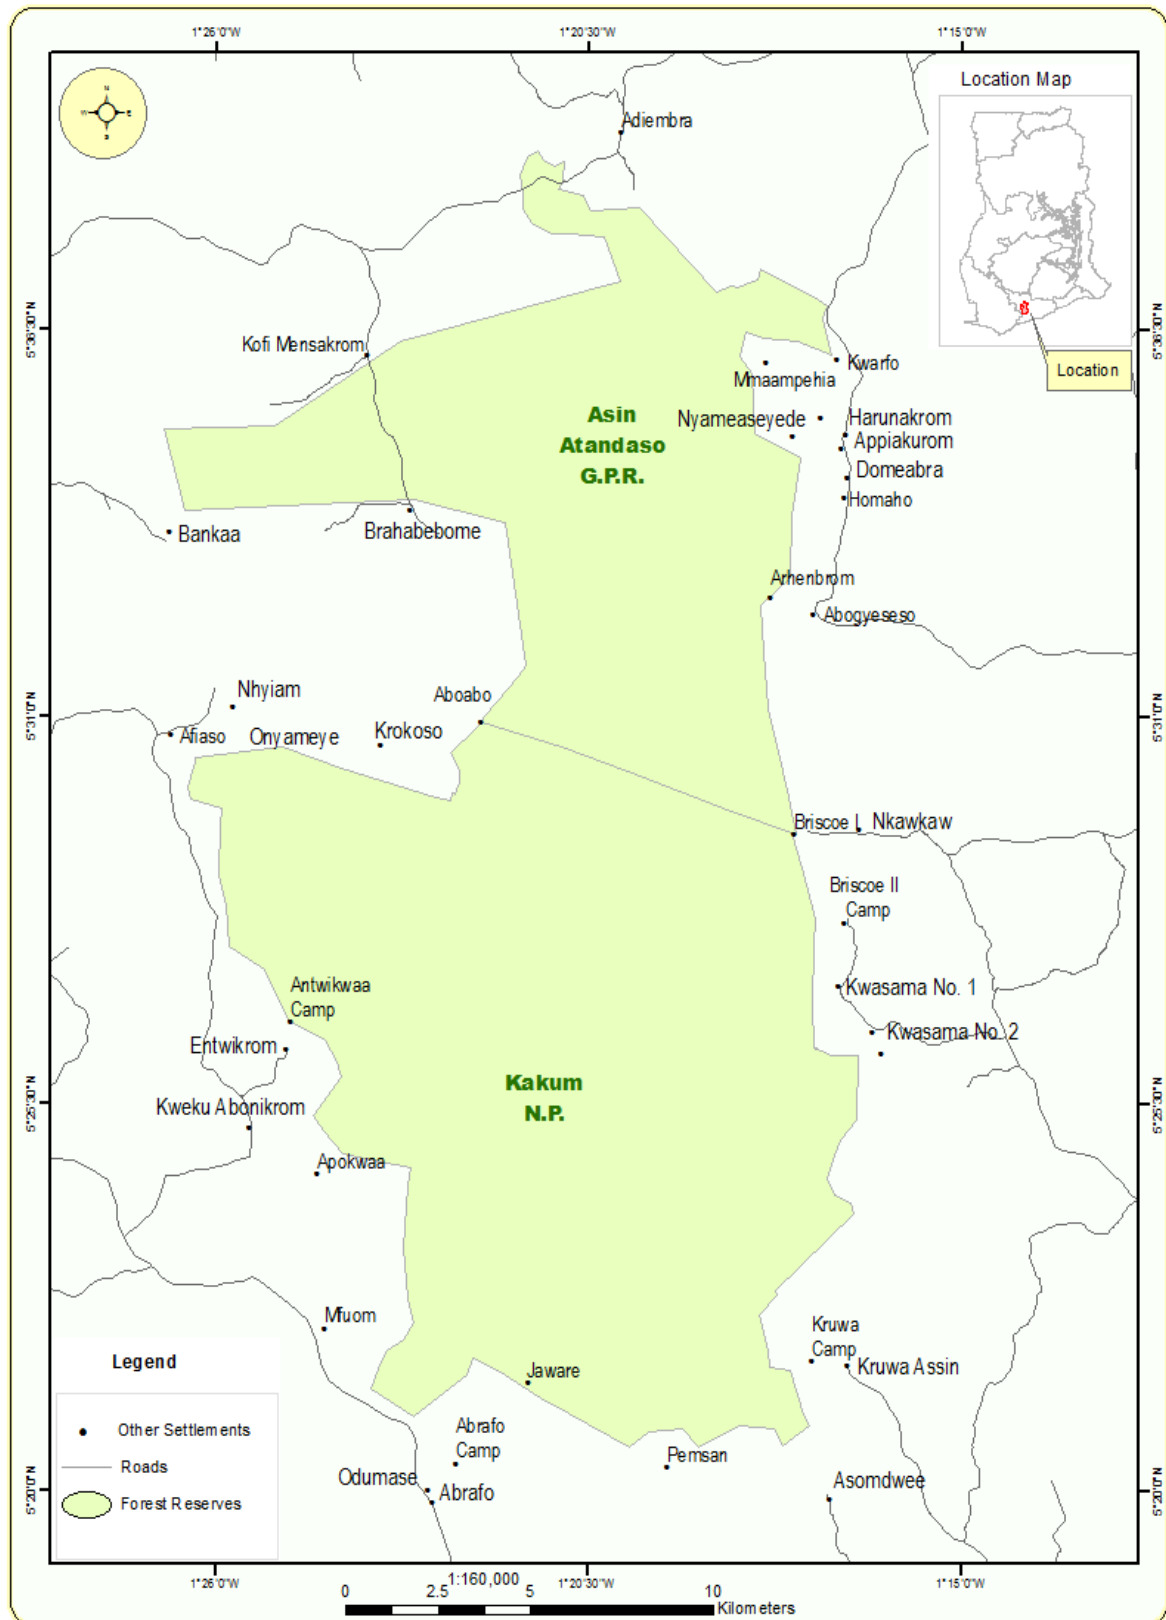 1°26'0"W
1°20'30"W
1°15'0"W
N
W
E
S
Location Map
Adiembra
5°36'30"N
5°36'30"N
Kofi Mensakrom
Kwarfo
Location
Mmaampehia
Asin
Atandaso
G.P.R.
Nyameaseyede
Harunakrom
Appiakurom
Domeabra
Homaho
Bankaa
Brahabebome
Arhenbrom
Abogyeseso
Nhyiam
Aboabo
5°31'0"N
5°31'0"N
Afiaso
Onyameye
Krokoso
Briscoe I
Nkawkaw
Briscoe II
Camp
Antwikwaa
Camp
Kwasama No. 1
Entwikrom
Kwasama No. 2
Kakum
N.P.
5°25'30"N
5°25'30"N
Kweku Abonikrom
Apokwaa
Mfuom
Kruwa
Camp
Kruwa Assin
Jaware
Legend
Other Settlements
Roads
Forest Reserves
Abrafo
Camp
Pemsan
Odumase
Abrafo
Asomdwee
5°20'0"N
5°20'0"N
1°26'0"W
1°20'30"W
1°15'0"W
1:160,000
0
2.5
5
10
Kilometers